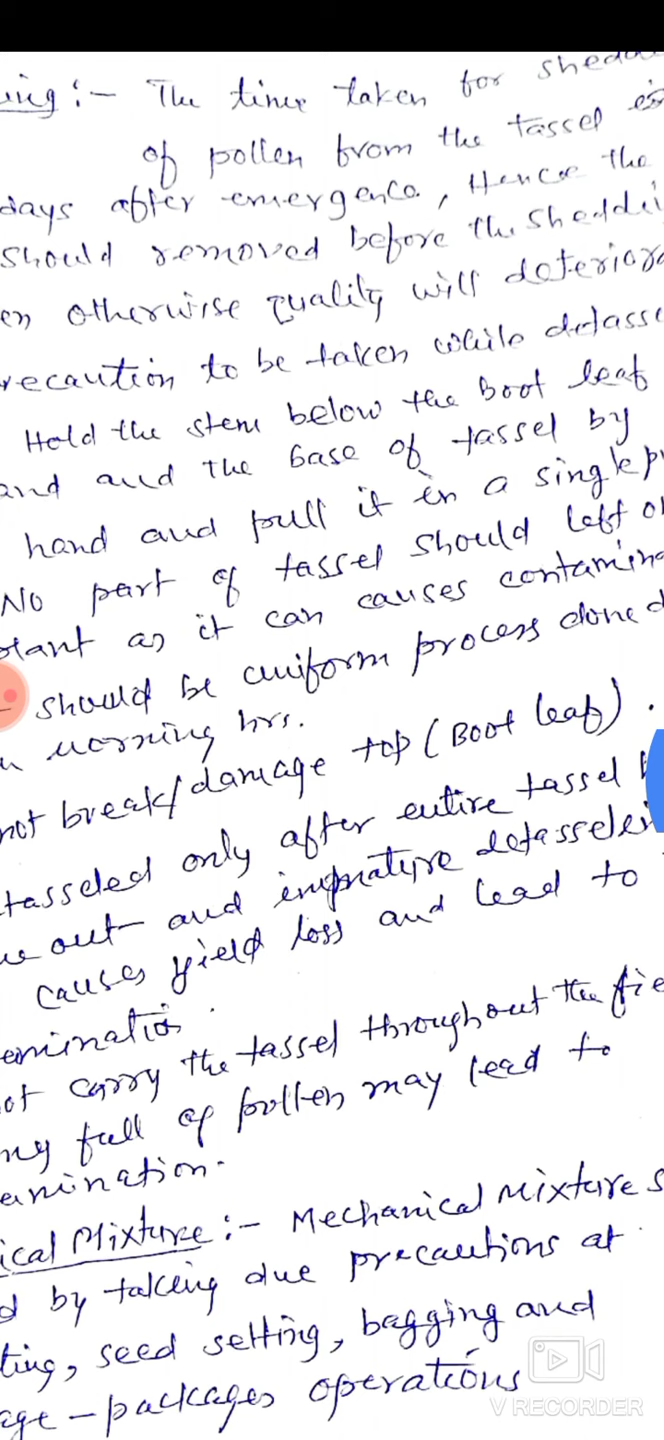 ing :- The time taken for shedd
of pollen from the tassel is
days after emergence, Hence the
should removed before the sheddi
en otherwise quality will deteriora
recaution to be taken while detasse
Hold the stem below the Boot leaf
and and the base of tassel by
hand and pull it in a single p
No part of tassel should left o
plant as it can causes contamina
should be uniform process done d
morning hrs.
not break/damage top (Boot leaf).
tasseled only after entire tassel
e out and immature detasselei
causes yield loss and lead to
eminatio.
ot carry the tassel throughout the fie
ny fall of pollen may lead to
amination.
ical Mixture :- Mechanical Mixture s
d by taking due precautions at
ting, seed setting, bagging and
age - packages operations
V RECORDER